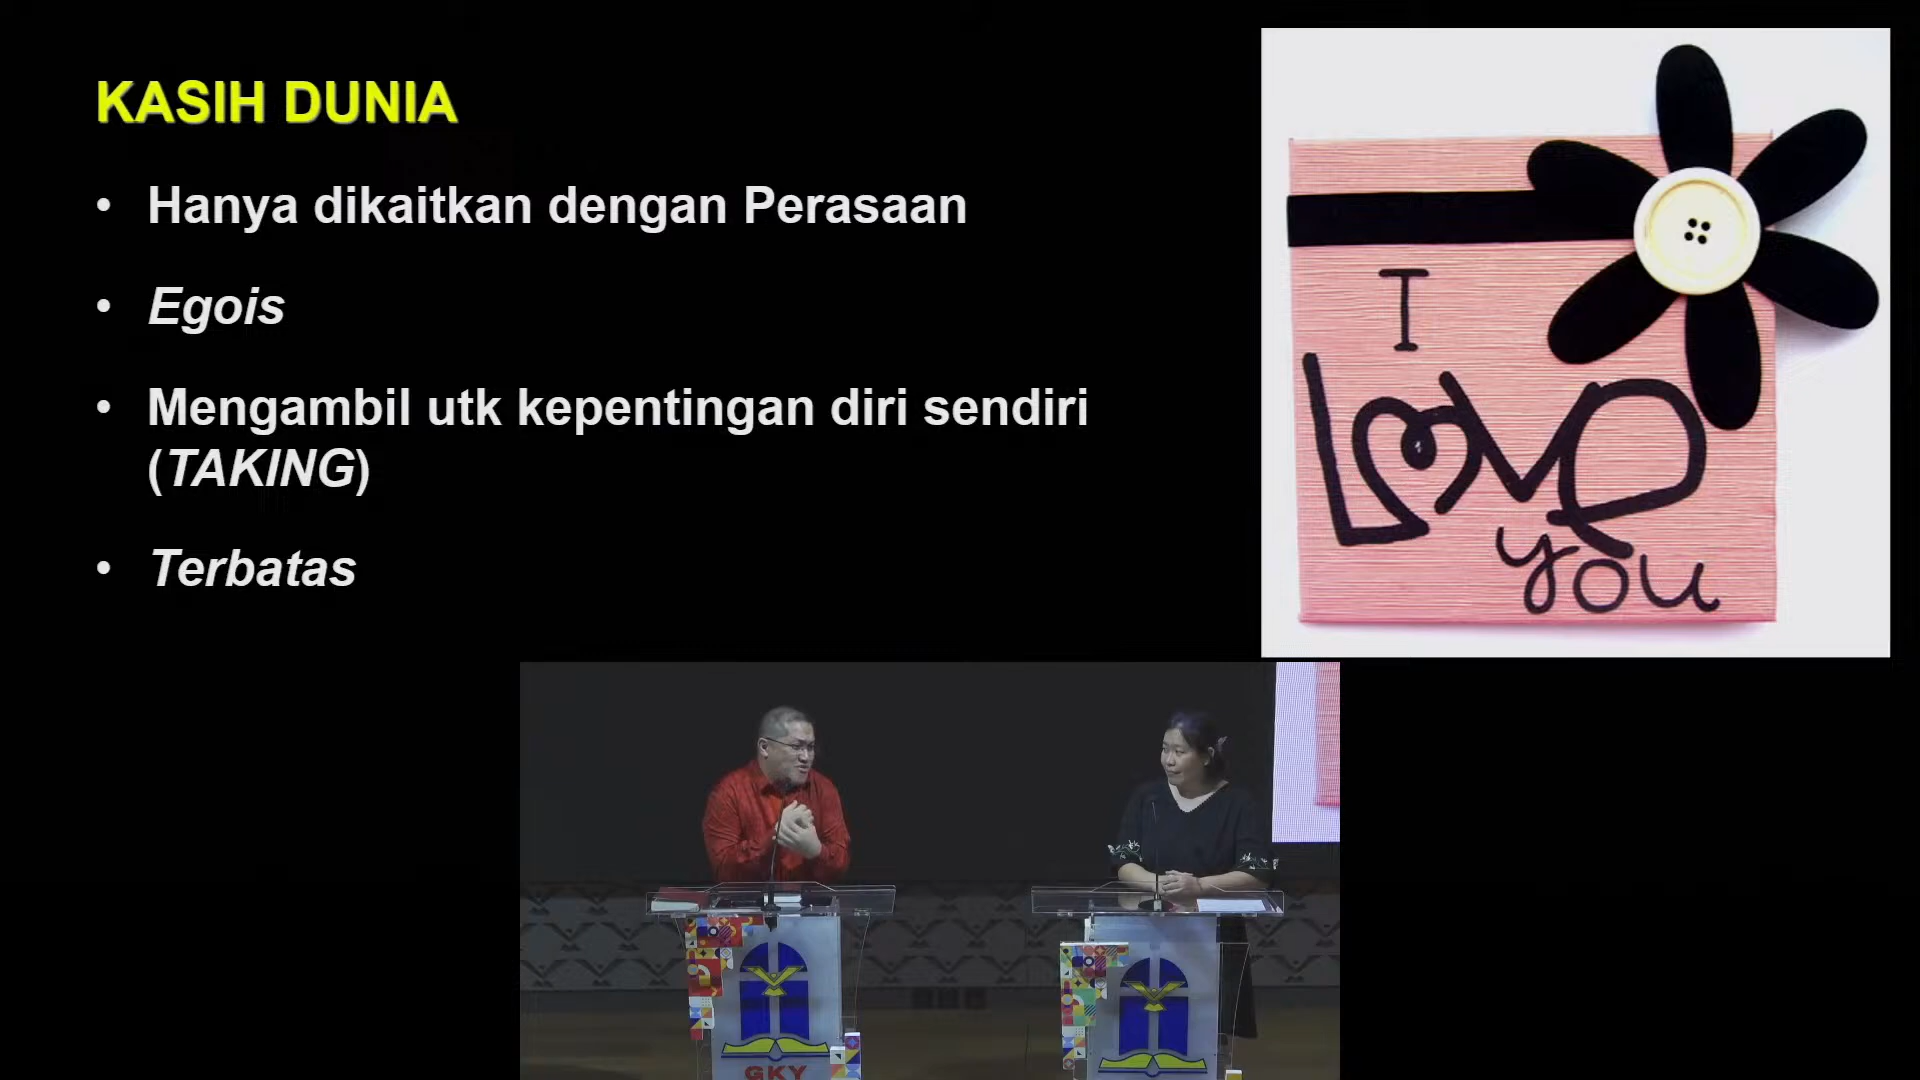 KASIH DUNIA
• Hanya dikaitkan dengan Perasaan
• Egois
• Mengambil utk kepentingan diri sendiri
(TAKING)
• Terbatas
I
Love
you
GKY